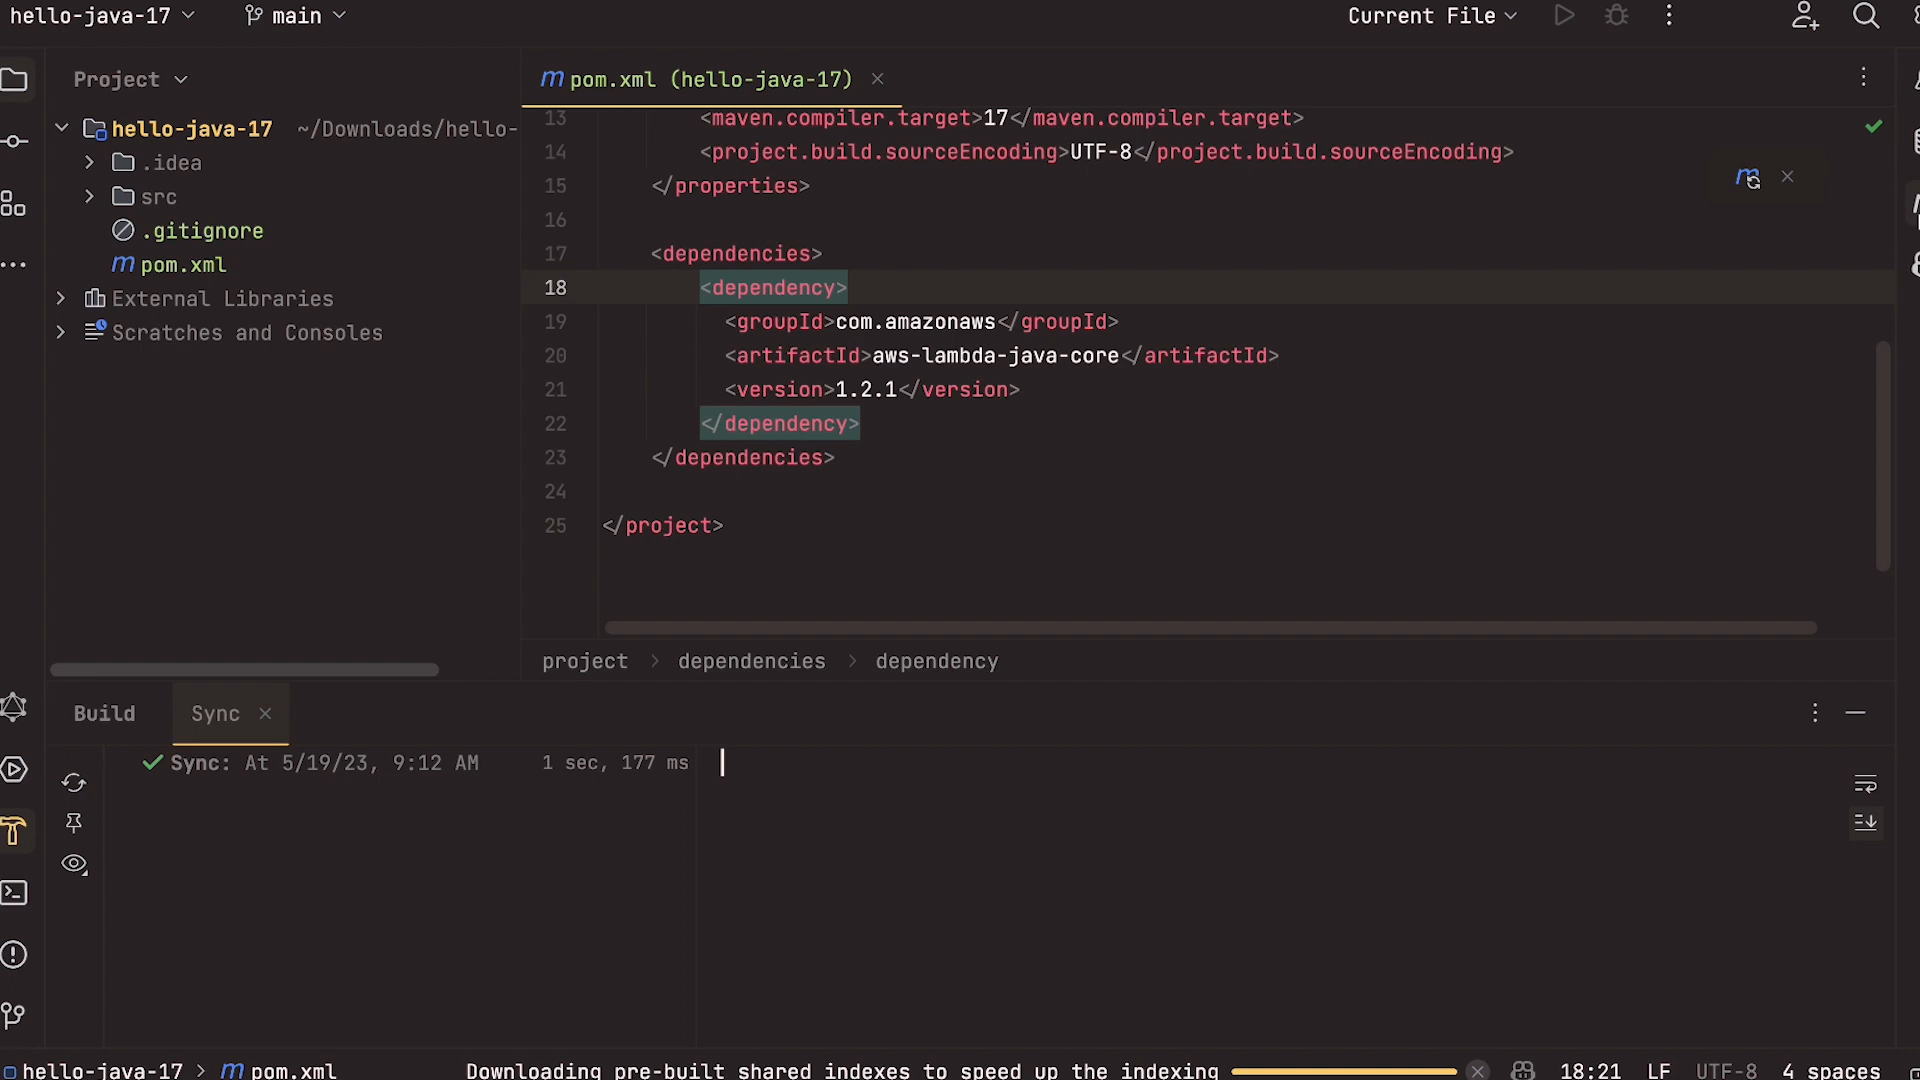 hello-java-17
main
Current File
Project
hello-java-17 ~/Downloads/hello-
.idea
src
.gitignore
m pom.xml
External Libraries
Scratches and Consoles
m pom.xml (hello-java-17)
13 <maven.compiler.target>17</maven.compiler.target>
14 <project.build.sourceEncoding>UTF-8</project.build.sourceEncoding>
15 </properties>
16
17 <dependencies>
18 <dependency>
19 <groupId>com.amazonaws</groupId>
20 <artifactId>aws-lambda-java-core</artifactId>
21 <version>1.2.1</version>
22 </dependency>
23 </dependencies>
24
25 </project>
project > dependencies > dependency
Build
Sync
Sync: At 5/19/23, 9:12 AM 1 sec, 177 ms
hello-java-17 > m pom.xml
Downloading pre-built shared indexes to speed up the indexing
18:21 LF UTF-8 4 spaces